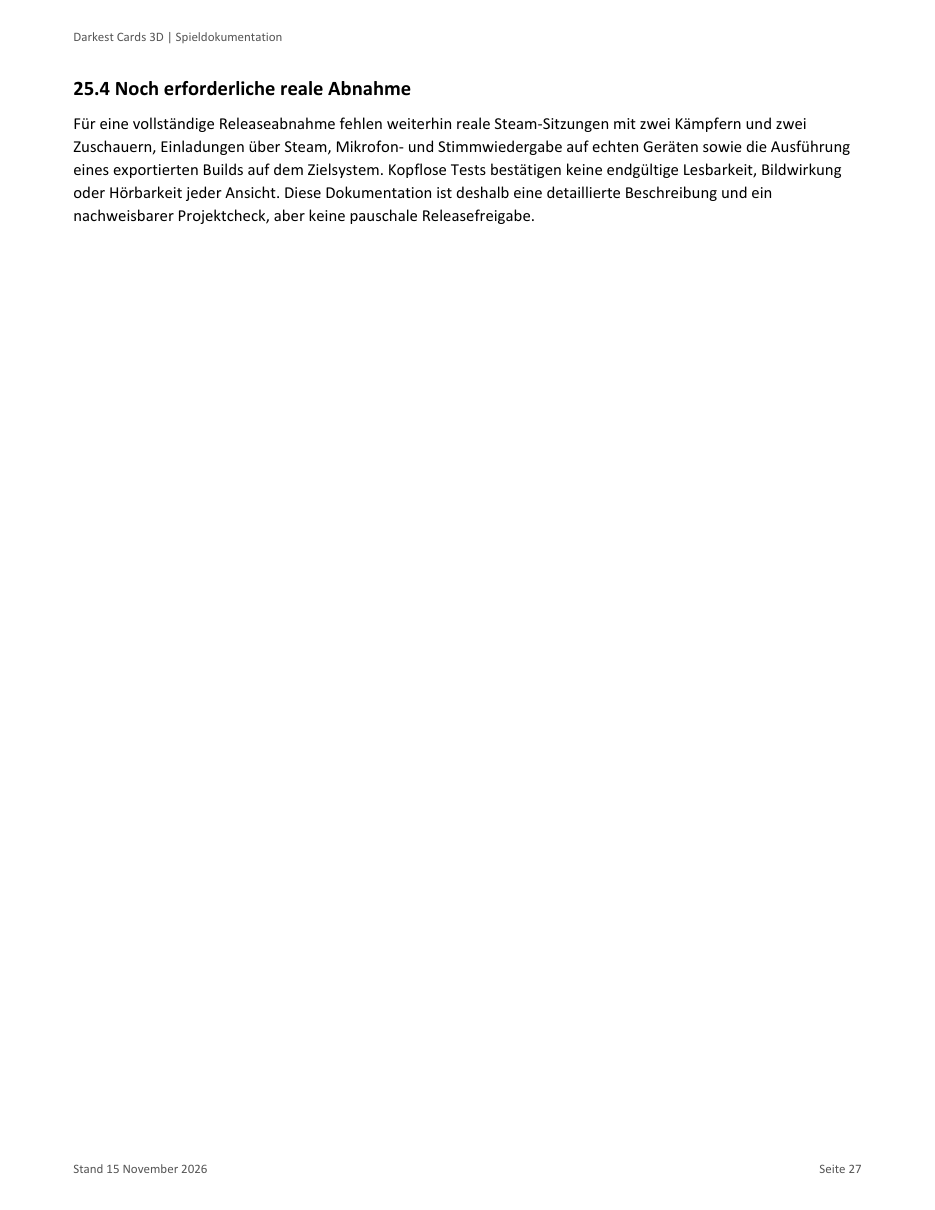 Darkest Cards 3D | Spieldokumentation
25.4 Noch erforderliche reale Abnahme
Für eine vollständige Releaseabnahme fehlen weiterhin reale Steam-Sitzungen mit zwei Kämpfern und zwei
Zuschauern, Einladungen über Steam, Mikrofon- und Stimmwiedergabe auf echten Geräten sowie die Ausführung
eines exportierten Builds auf dem Zielsystem. Kopflose Tests bestätigen keine endgültige Lesbarkeit, Bildwirkung
oder Hörbarkeit jeder Ansicht. Diese Dokumentation ist deshalb eine detaillierte Beschreibung und ein
nachweisbarer Projektcheck, aber keine pauschale Releasefreigabe.
Stand 15 November 2026
Seite 27